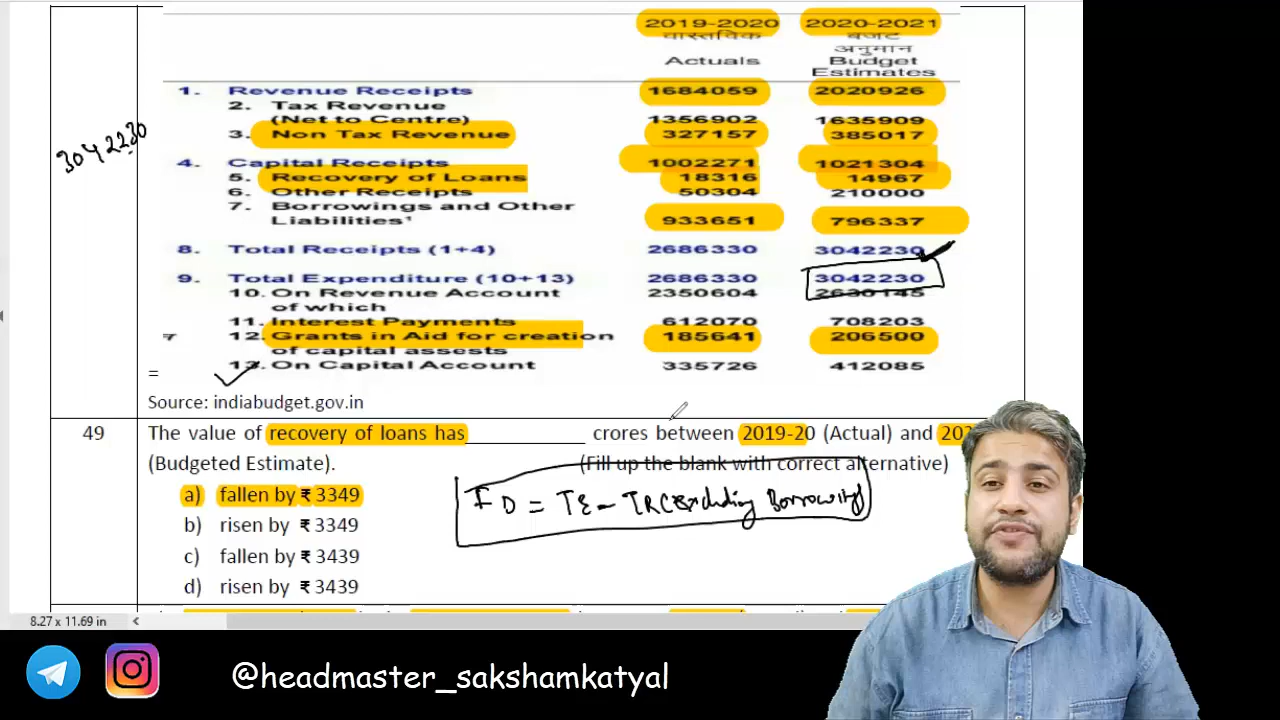 2019-2020 2020-2021
वास्तविक बजट
अनुमान
Actuals Budget
Estimates
1. Revenue Receipts 1684059 2020926
2. Tax Revenue
(Net to Centre) 1356902 1635909
3. Non Tax Revenue 327157 385017
3042230
4. Capital Receipts 1002271 1021304
5. Recovery of Loans 18316 14967
6. Other Receipts 50304 210000
7. Borrowings and Other
Liabilities¹ 933651 796337
8. Total Receipts (1+4) 2686330 3042230
9. Total Expenditure (10+13) 2686330 3042230
10. On Revenue Account 2350604 2630145
of which
11. Interest Payments 612070 708203
12. Grants in Aid for creation 185641 206500
of capital assests
13. On Capital Account 335726 412085
=
Source: indiabudget.gov.in
49 The value of recovery of loans has__________ crores between 2019-20 (Actual) and
(Budgeted Estimate). (Fill up the blank with correct alternative)
a) fallen by ₹ 3349
b) risen by ₹ 3349
c) fallen by ₹ 3439
d) risen by ₹ 3439
FD = TE - TRC excluding Borrowing
8.27 x 11.69 in
@headmaster_sakshamkatyal